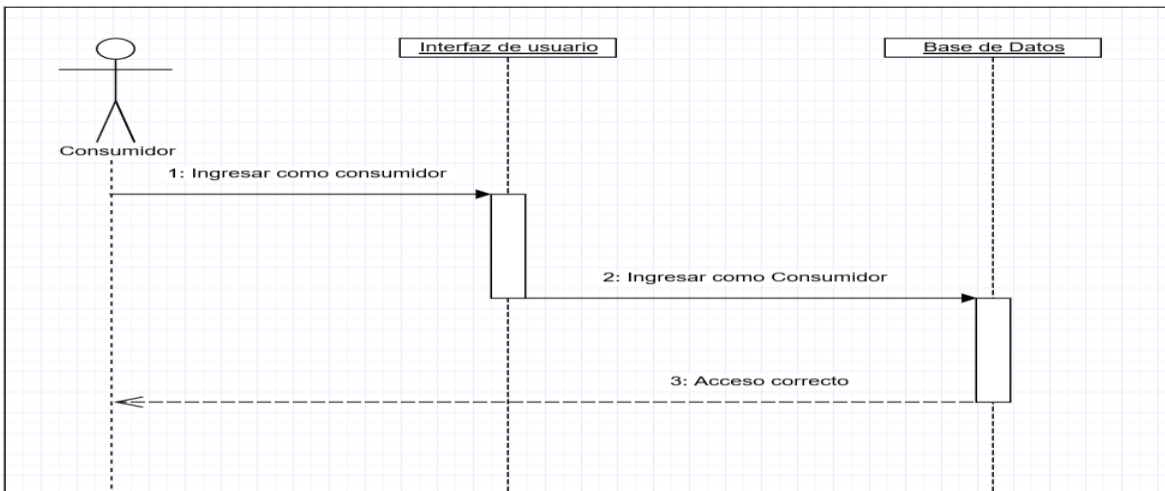 Interfaz de usuario
Base de Datos
Consumidor
1: Ingresar como consumidor
2: Ingresar como Consumidor
3: Acceso correcto